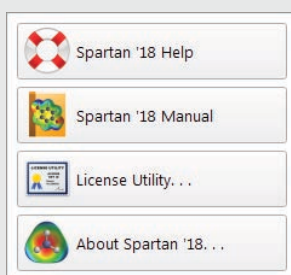 Spartan '18 Help
Spartan '18 Manual
License Utility. . .
About Spartan '18. . .